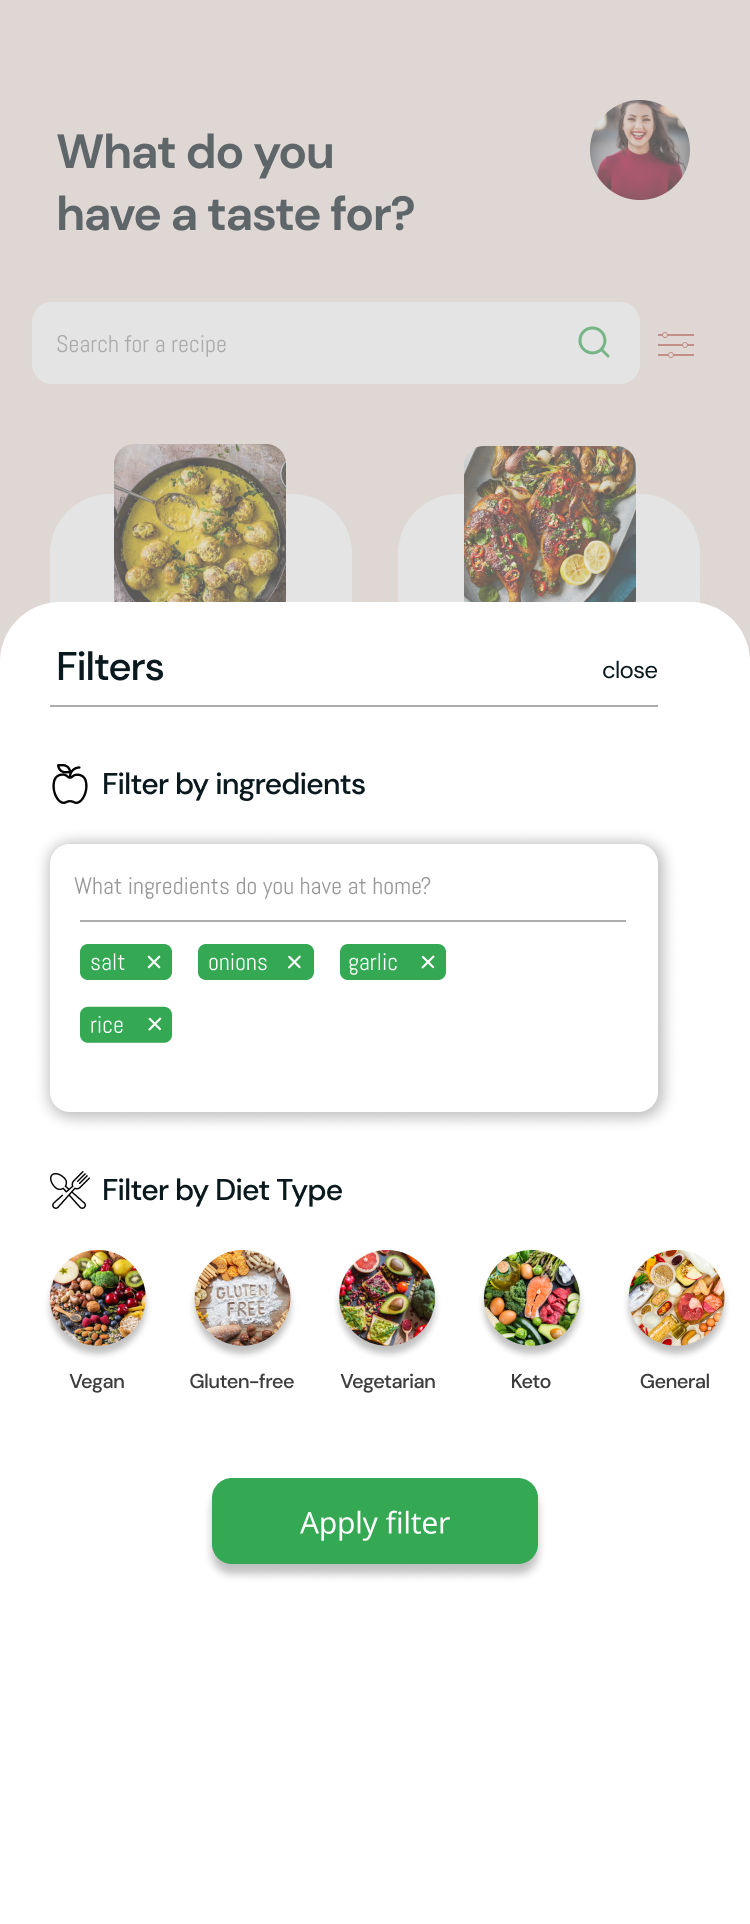 What do you
have a taste for?
Search for a recipe
Filters
close
Filter by ingredients
What ingredients do you have at home?
salt
onions
garlic
rice
Filter by Diet Type
GLUTEN
FREE
Vegan
Gluten-free
Vegetarian
Keto
General
Apply filter